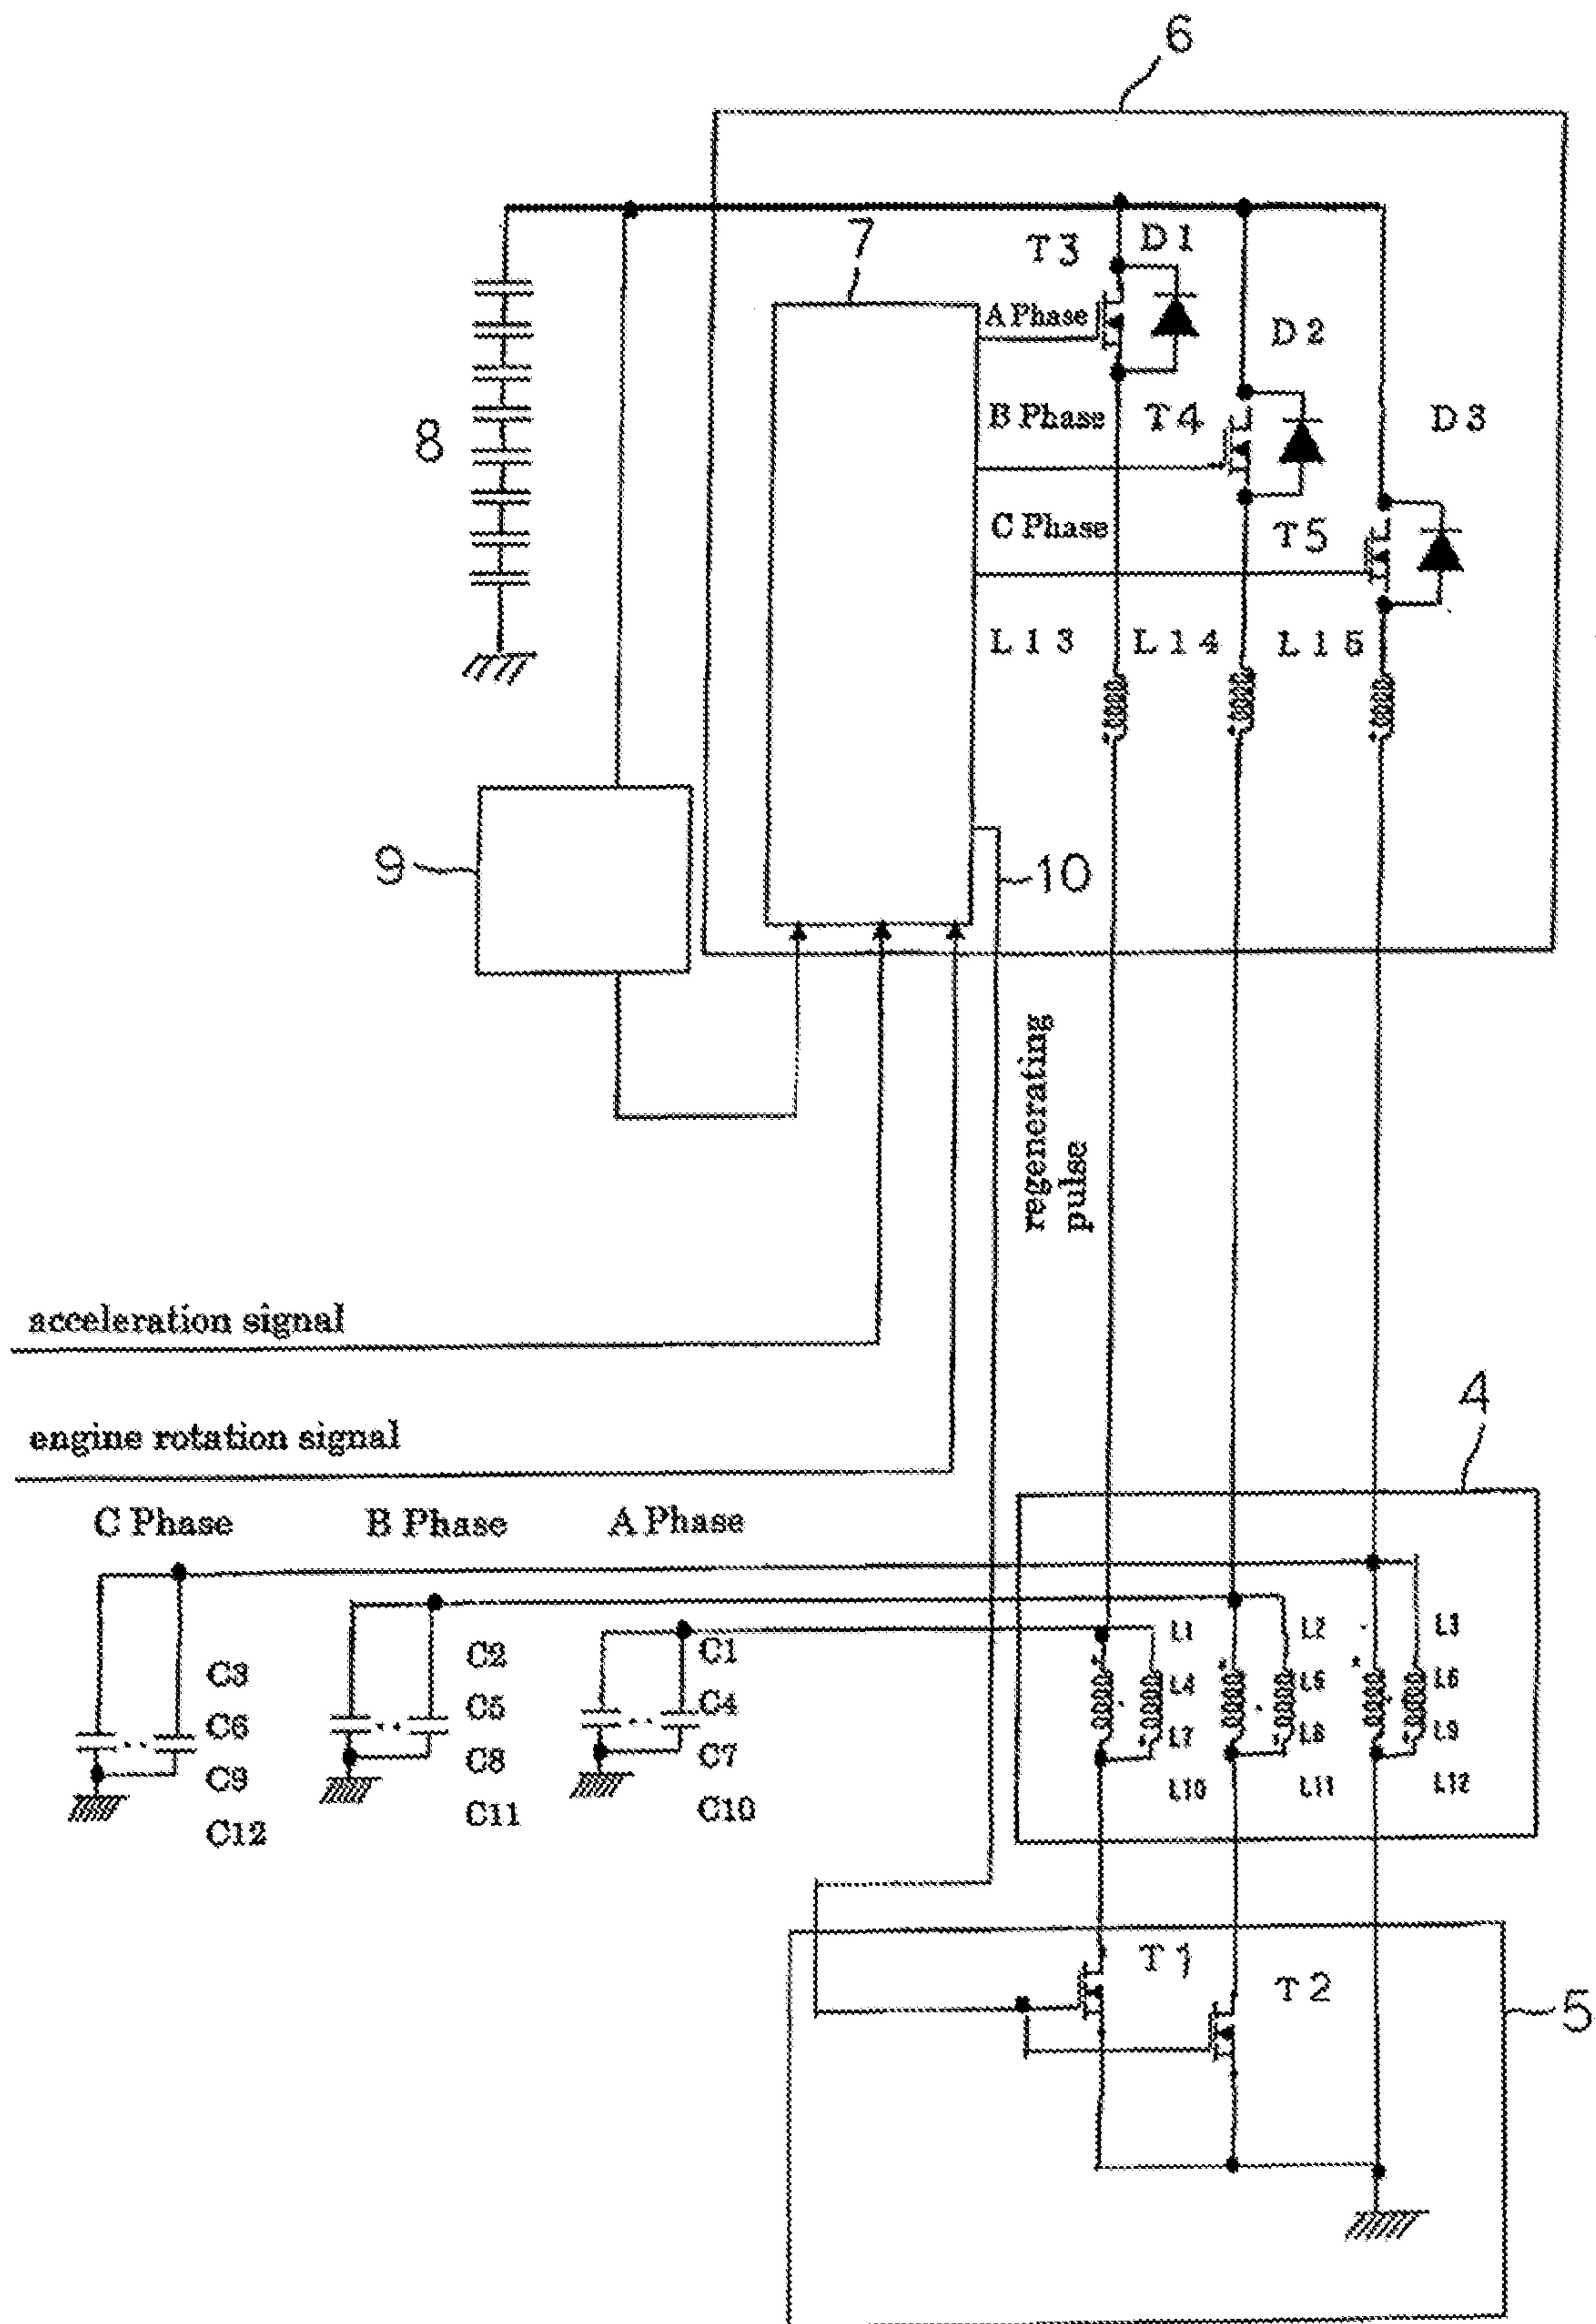 6
7
T3
D1
A Phase
D2
8
B Phase
T4
D3
C Phase
T5
L13
L14
L15
9
10
regenerating
pulse
acceleration signal
4
engine rotation signal
C Phase
B Phase
A Phase
L1
L2
L3
C3
C2
C1
L4
L5
L6
C6
C5
C4
L7
L8
L9
C9
C8
C7
L10
L11
L12
C12
C11
C10
T1
T2
5